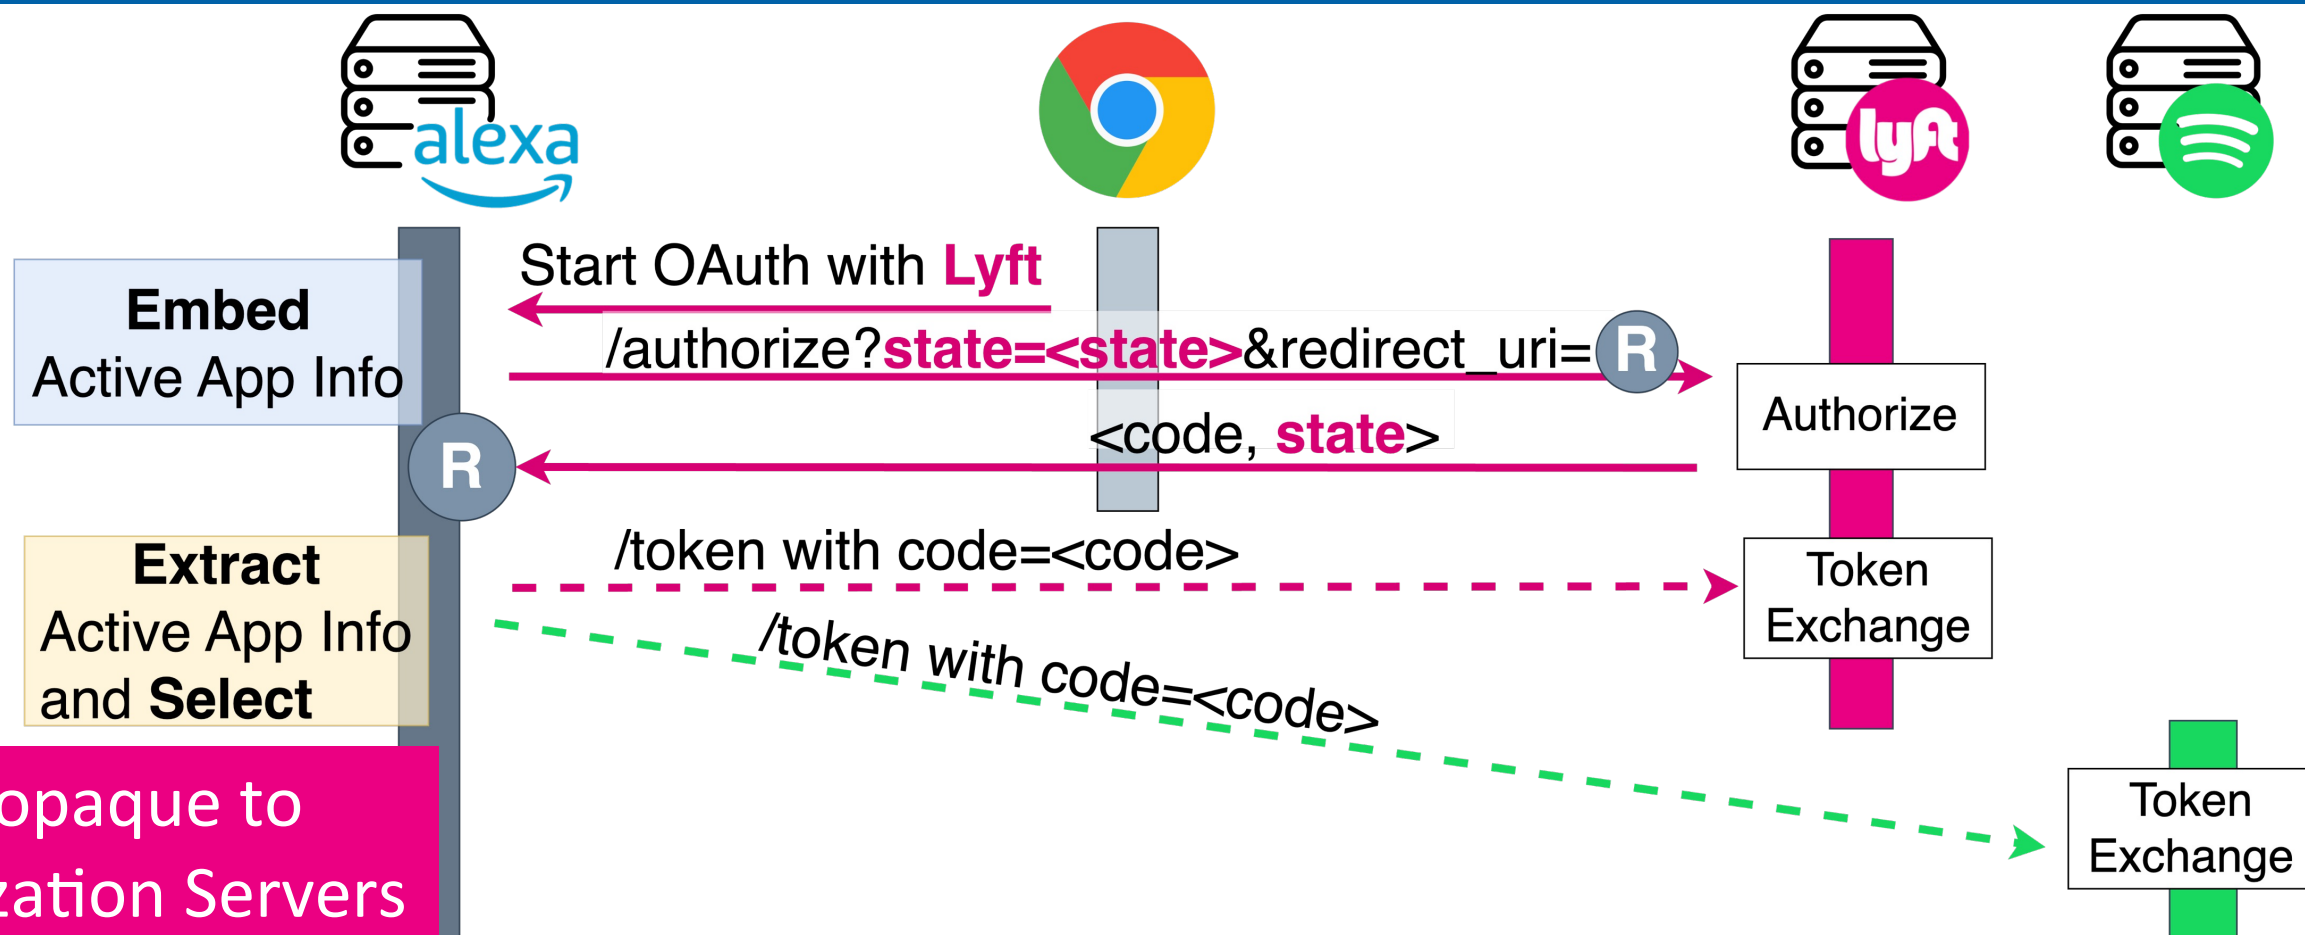 alexa
lyft
Start OAuth with Lyft
Embed
Active App Info
/authorize?state=<state>&redirect_uri= R
Authorize
<code, state>
R
Extract
Active App Info
and Select
/token with code=<code>
Token
Exchange
/token with code=<code>
Token
Exchange
opaque to
zation Servers